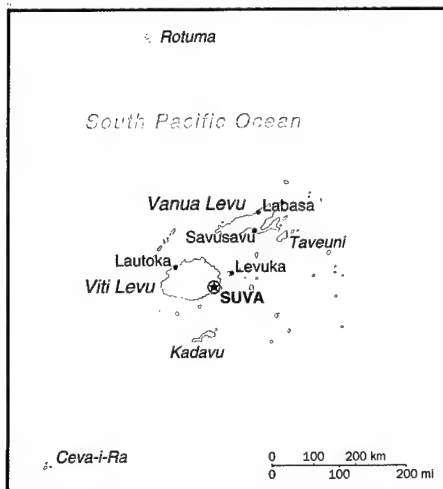 Rotuma
South Pacific Ocean
Vanua Levu
Labasa
Savusavu
Taveuni
Lautoka
Levuka
Viti Levu
SUVA
Kadavu
Ceva-i-Ra
0 100 200 km
0 100 200 mi